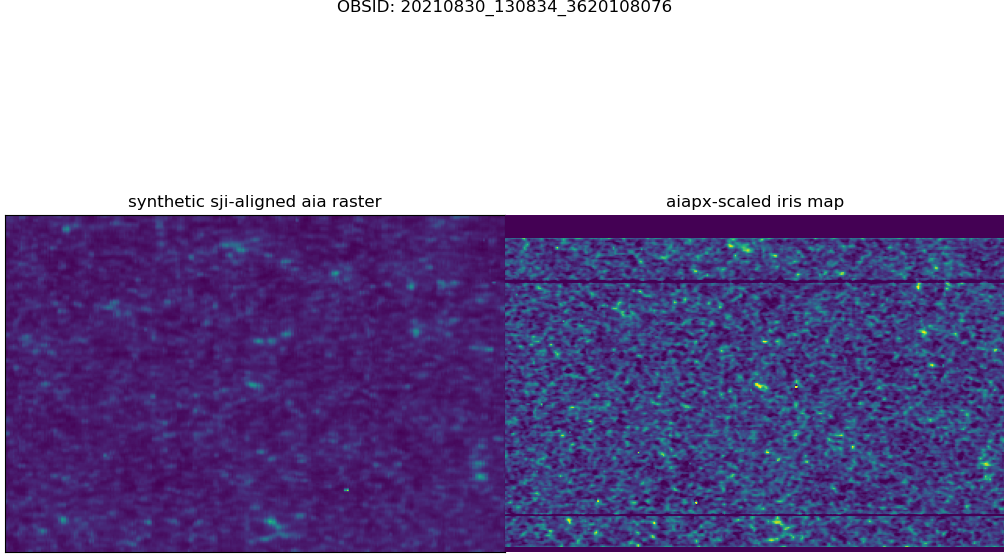 OBSID: 20210830_130834_3620108076
synthetic sji-aligned aia raster
aiapx-scaled iris map